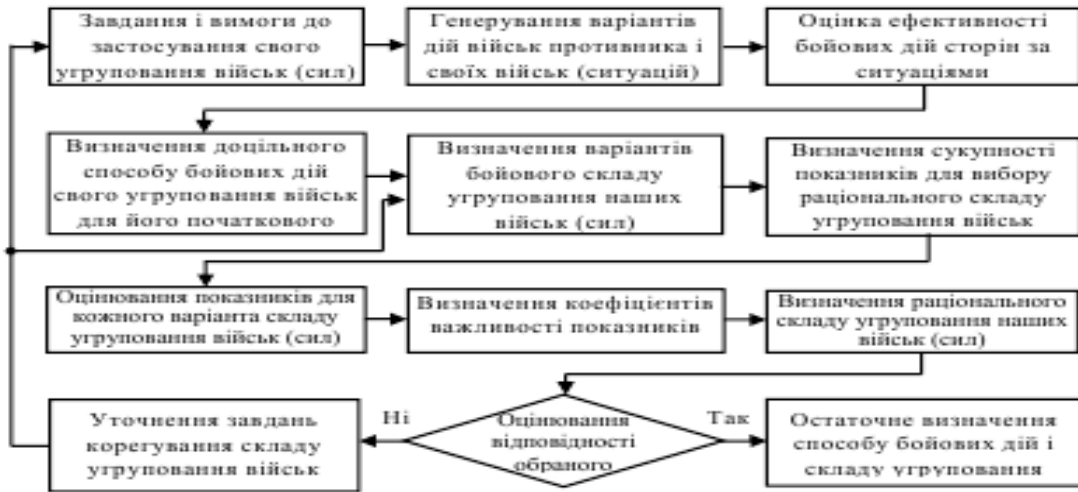 Завдання і вимоги до
застосування свого
угруповання військ (сил)
Генерування варіантів
дій військ противника і
своїх військ (ситуацій)
Оцінка ефективності
бойових дій сторін за
ситуаціями
Визначення доцільного
способу бойових дій
свого угруповання військ
для його початкового
Визначення варіантів
бойового складу
угруповання наших
військ (сил)
Визначення сукупності
показників для вибору
раціонального складу
угруповання військ
Оцінювання показників для
кожного варіанта складу
угруповання військ (сил)
Визначення коефіцієнтів
важливості показників
Визначення раціонального
складу угруповання наших
військ (сил)
Уточнення завдань
корегування складу
угруповання військ
Ні
Оцінювання
відповідності
обраного
Так
Остаточне визначення
способу бойових дій і
складу угруповання